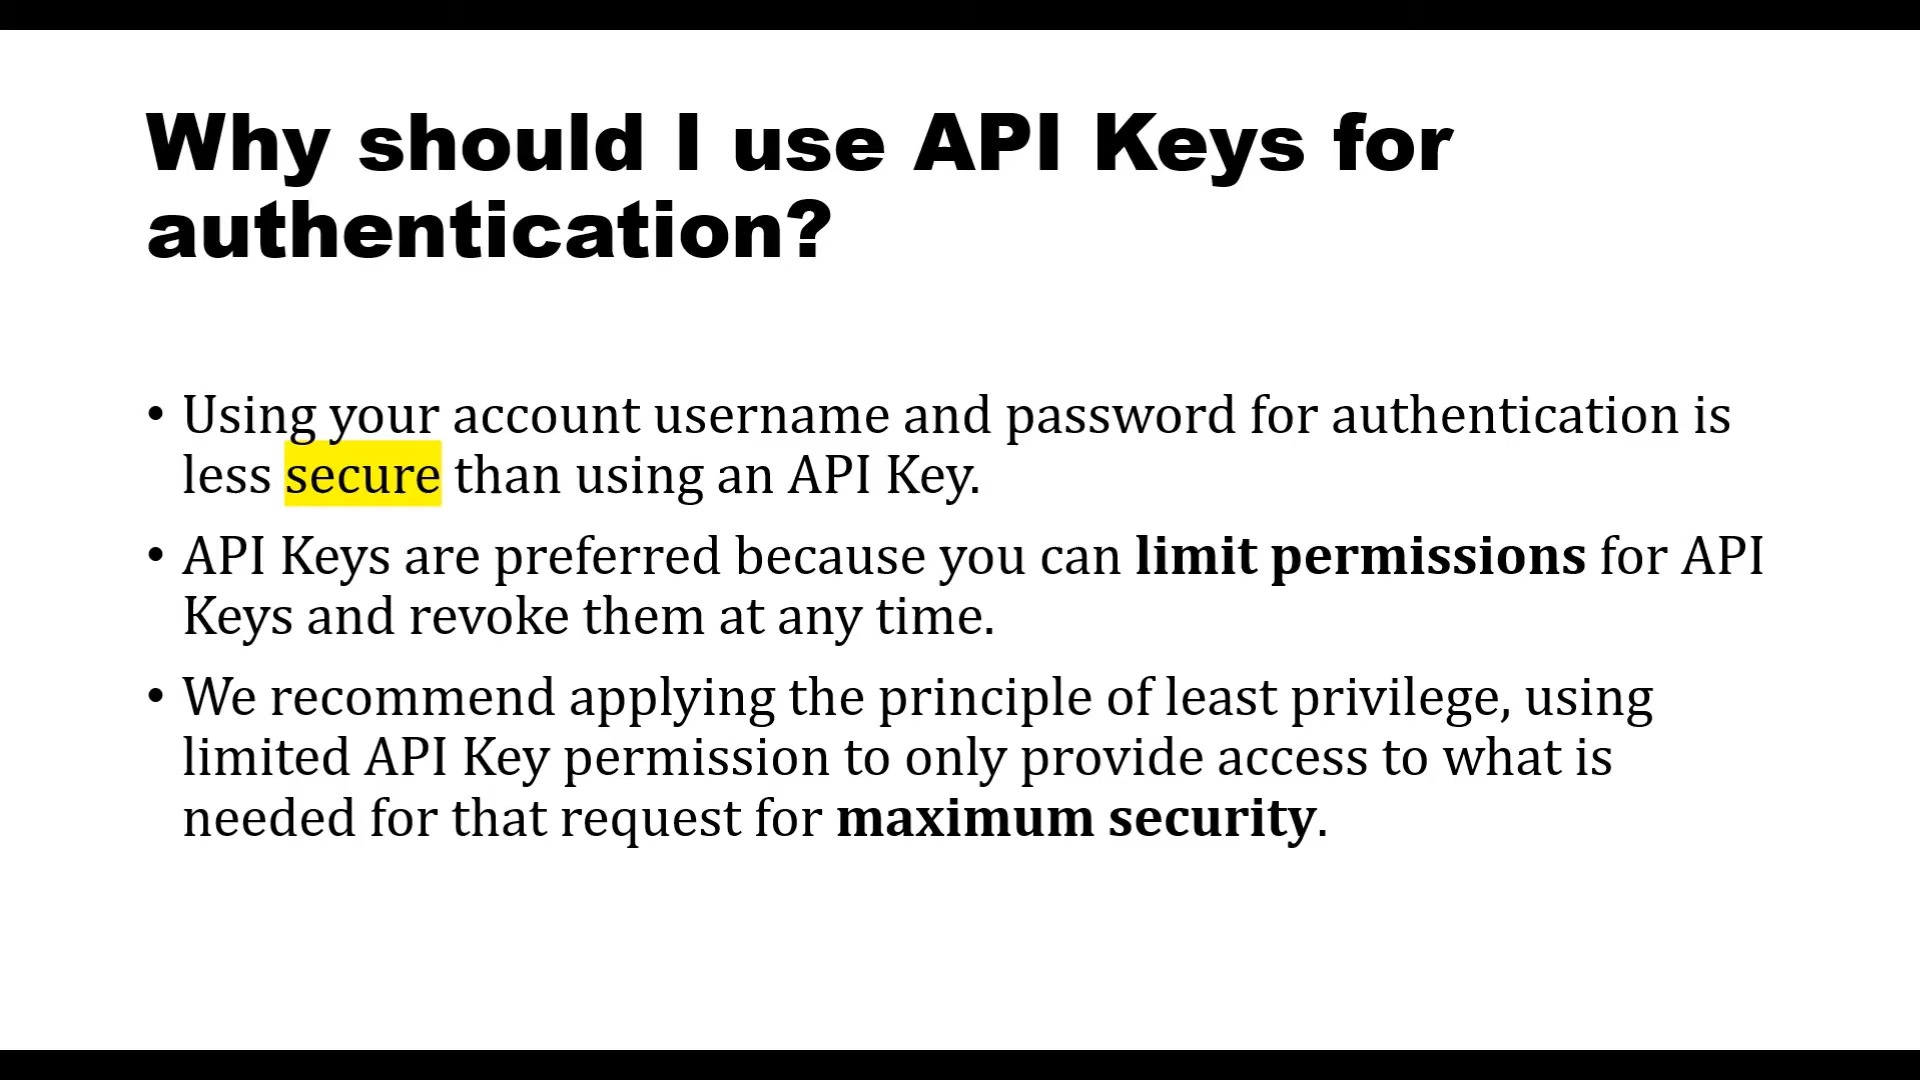 Why should I use API Keys for
authentication?
• Using your account username and password for authentication is
less secure than using an API Key.
• API Keys are preferred because you can limit permissions for API
Keys and revoke them at any time.
• We recommend applying the principle of least privilege, using
limited API Key permission to only provide access to what is
needed for that request for maximum security.